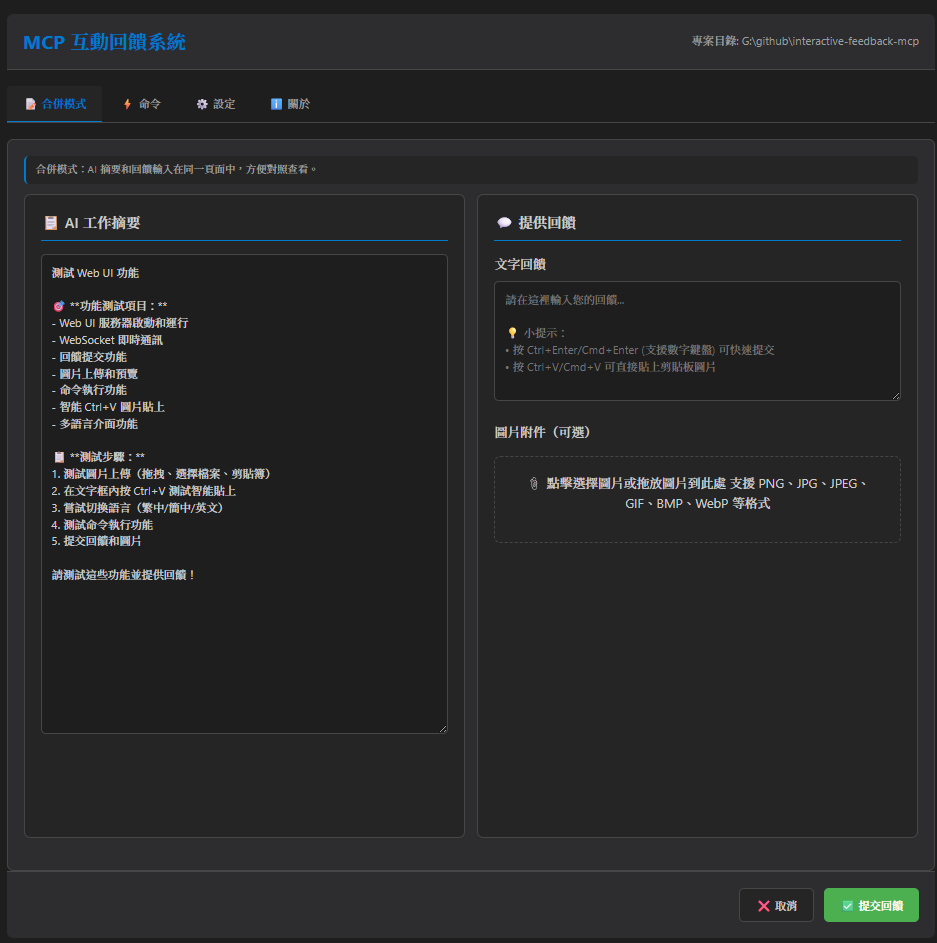 MCP 互動回饋系統
專案目錄: G:\github\interactive-feedback-mcp
📝 合併模式
⚡ 命令
⚙️ 設定
ℹ️ 關於
合併模式：AI 摘要和回饋輸入在同一頁面中，方便對照查看。
📋 AI 工作摘要
測試 Web UI 功能
🎯 **功能測試項目：**
- Web UI 服務器啟動和運行
- WebSocket 即時通訊
- 回饋提交功能
- 圖片上傳和預覽
- 命令執行功能
- 智能 Ctrl+V 圖片貼上
- 多語言介面功能
📋 **測試步驟：**
1. 測試圖片上傳（拖拽、選擇檔案、剪貼簿）
2. 在文字框內按 Ctrl+V 測試智能貼上
3. 嘗試切換語言（繁中/簡中/英文）
4. 測試命令執行功能
5. 提交回饋和圖片
請測試這些功能並提供回饋！
💬 提供回饋
文字回饋
請在這裡輸入您的回饋...
💡 小提示：
• 按 Ctrl+Enter/Cmd+Enter (支援數字鍵盤) 可快速提交
• 按 Ctrl+V/Cmd+V 可直接貼上剪貼板圖片
圖片附件（可選）
📎 點擊選擇圖片或拖放圖片到此處 支援 PNG、JPG、JPEG、
GIF、BMP、WebP 等格式
❌ 取消
✅ 提交回饋